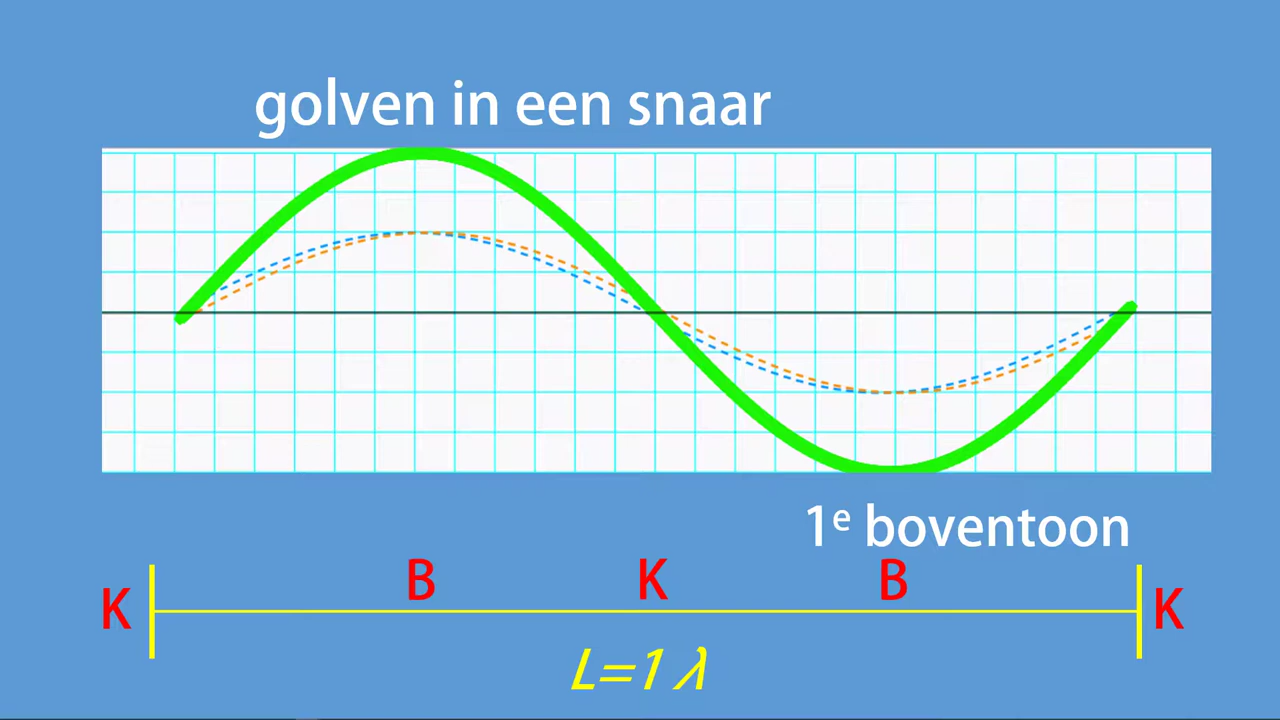 golven in een snaar
1e boventoon
K B K B K
L=1 λ